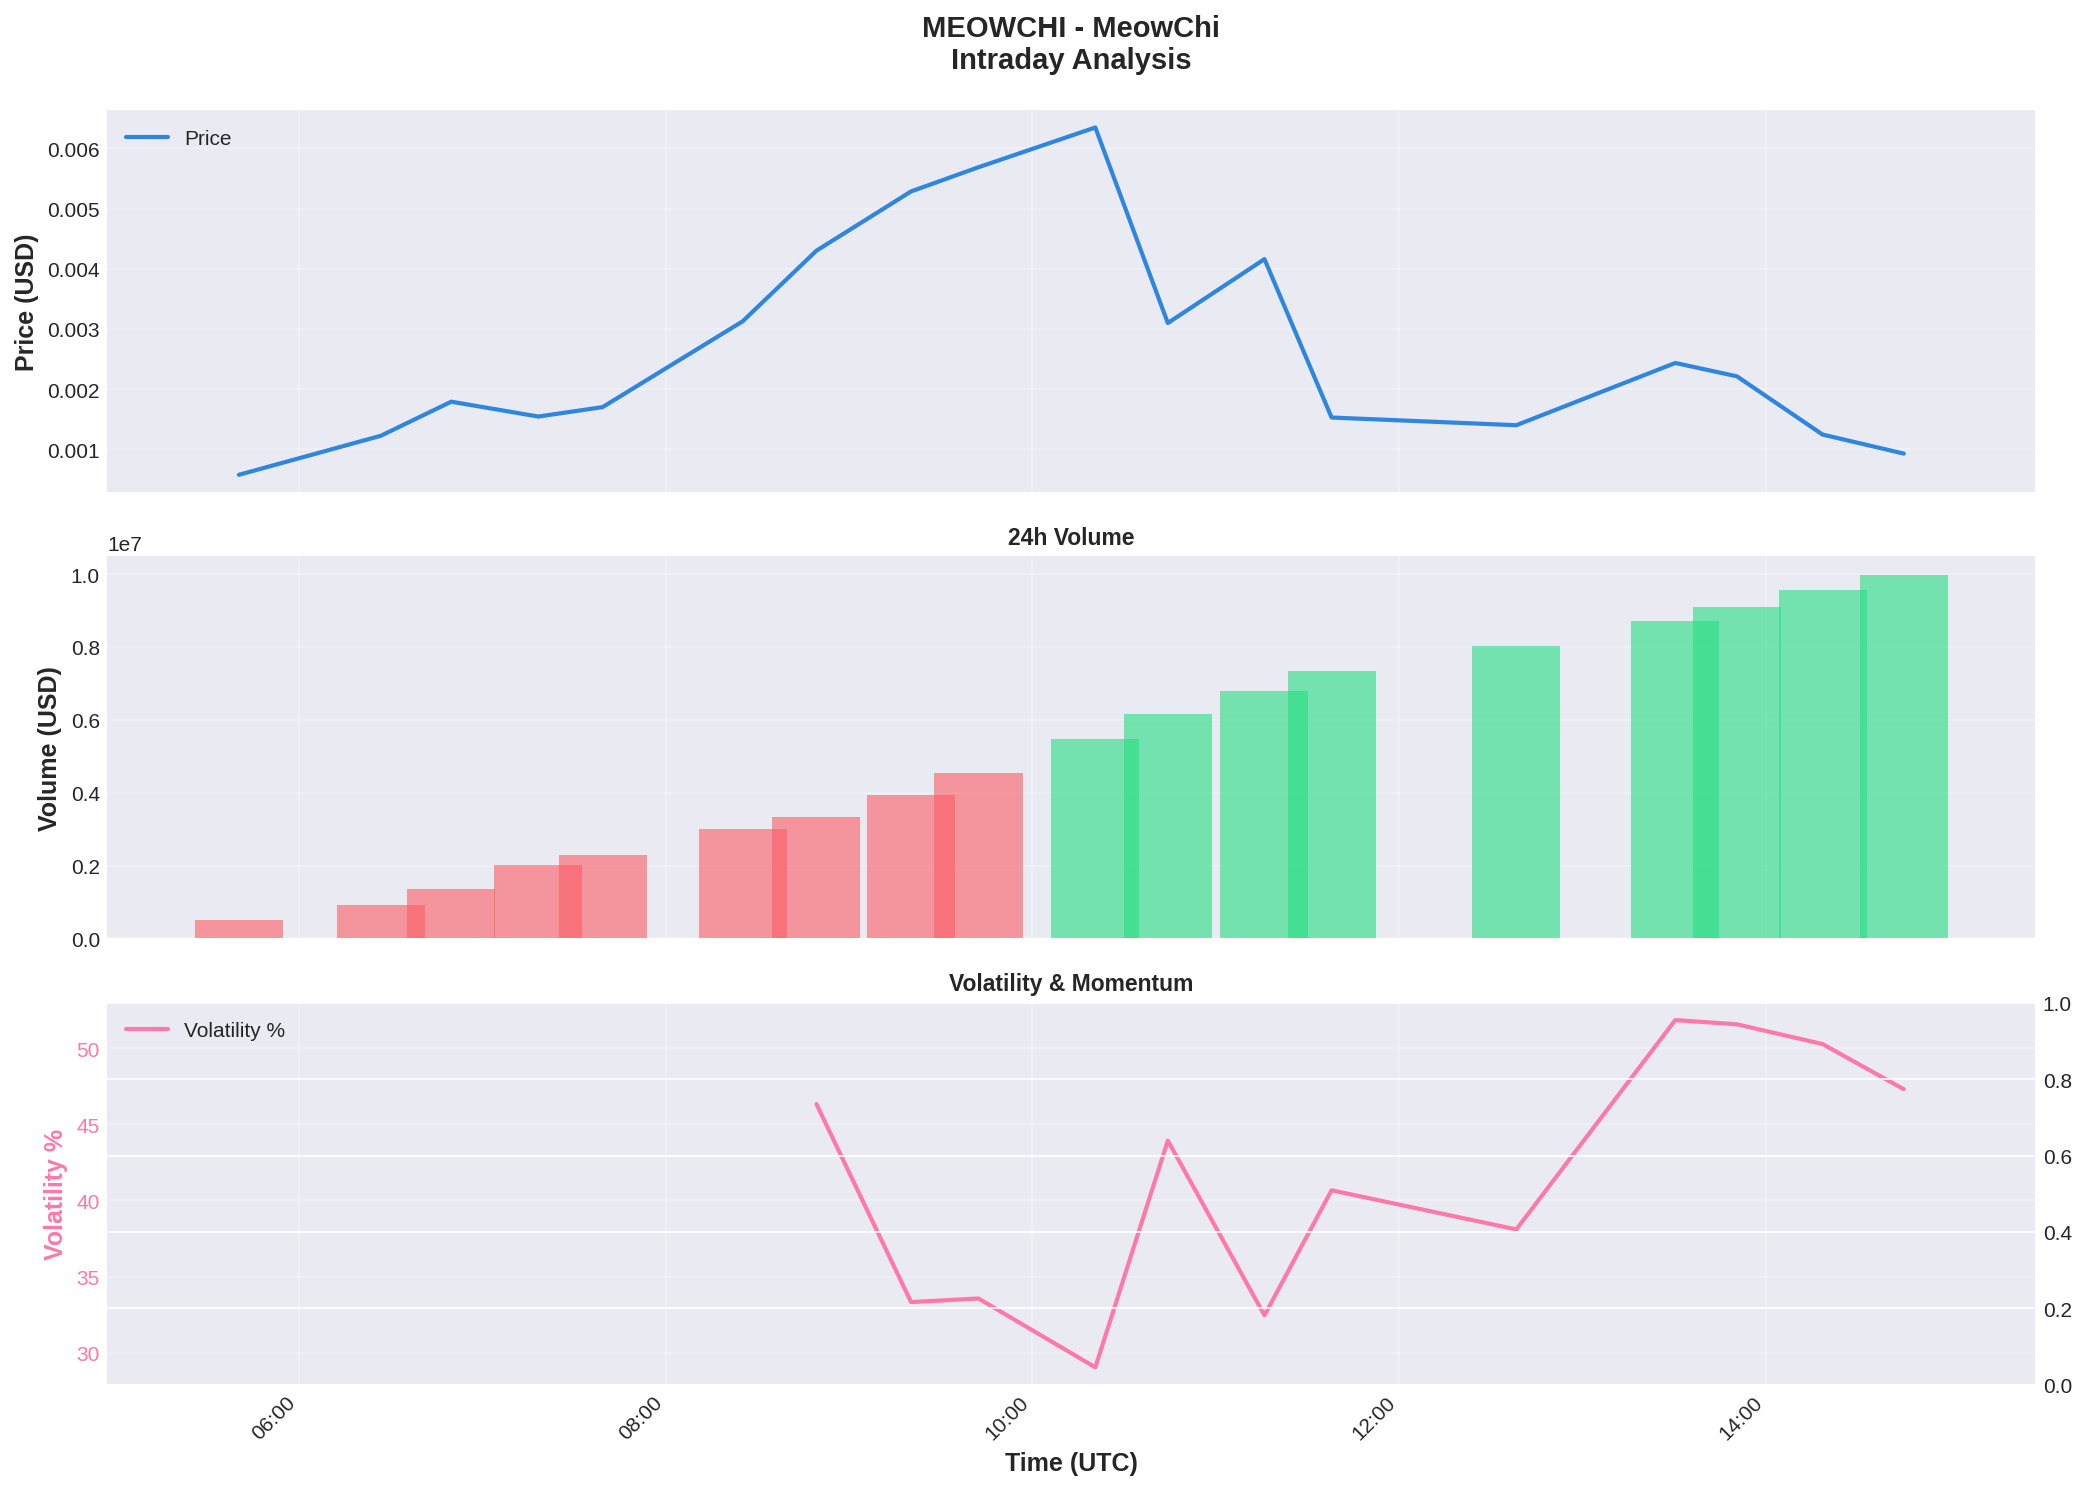 MEOWCHI - MeowChi
Intraday Analysis
Price
0.006
0.005
0.004
0.003
0.002
0.001
Price (USD)
24h Volume
1e7
1.0
0.8
0.6
0.4
0.2
0.0
Volume (USD)
Volatility & Momentum
Volatility %
50
45
40
35
30
Volatility %
1.0
0.8
0.6
0.4
0.2
0.0
06:00
08:00
10:00
12:00
14:00
Time (UTC)